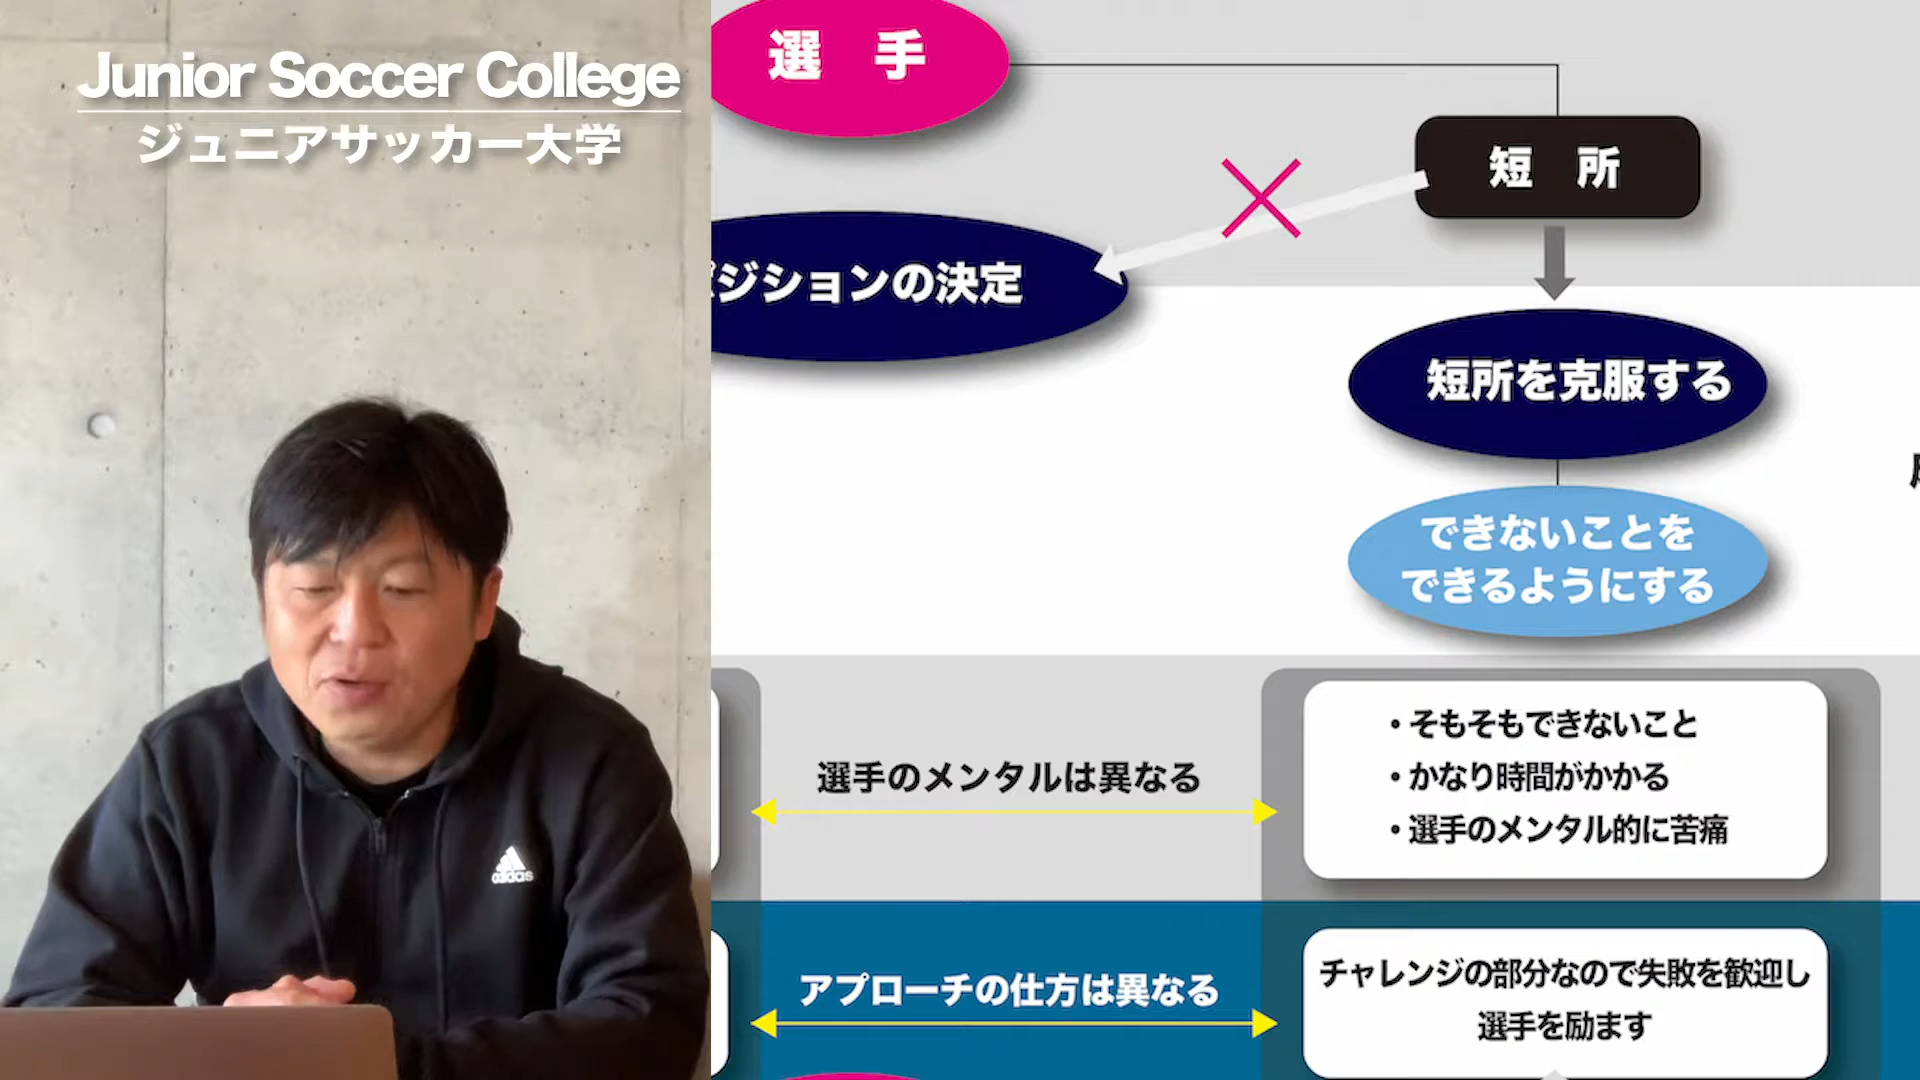 Junior Soccer College
ジュニアサッカー大学
adidas
選 手
短 所
ジションの決定
短所を克服する
できないことを
できるようにする
選手のメンタルは異なる
・そもそもできないこと
・かなり時間がかかる
・選手のメンタル的に苦痛
アプローチの仕方は異なる
チャレンジの部分なので失敗を歓迎し
選手を励ます